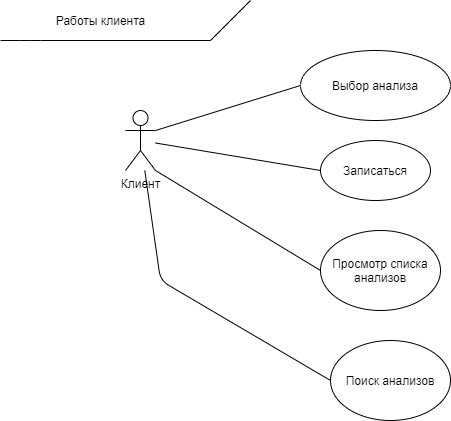 Работы клиента
Выбор анализа
Записаться
Клиент
Просмотр списка
анализов
Поиск анализов